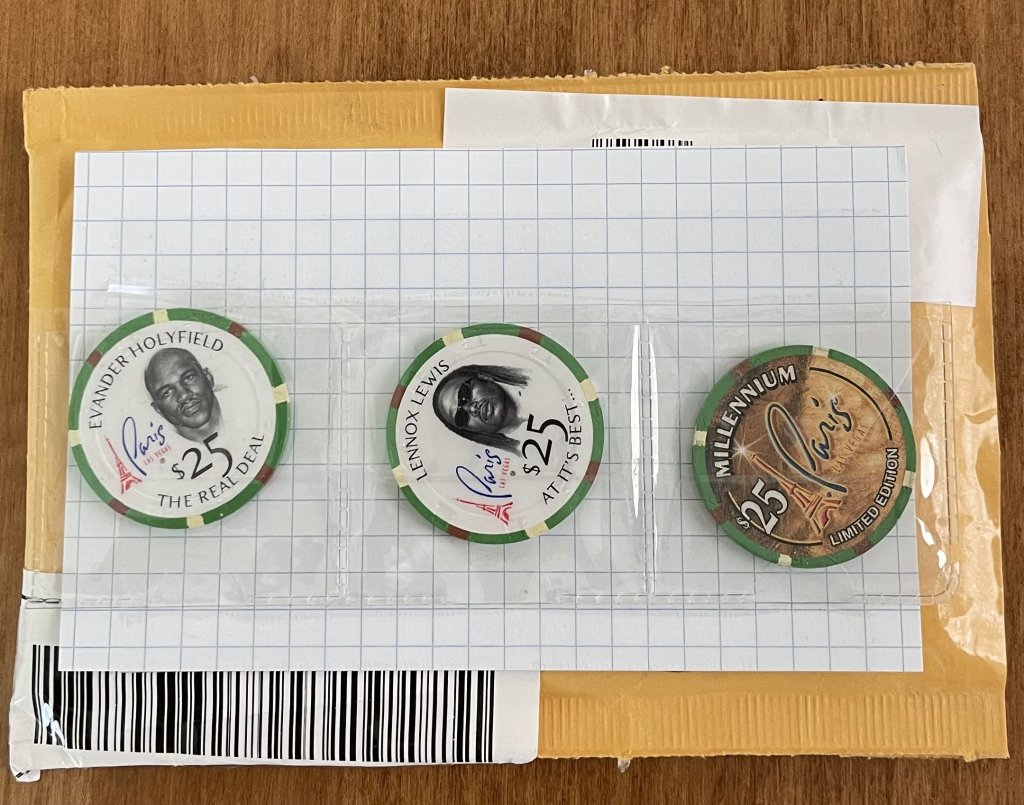 EVANDER HOLYFIELD
Paris
LAS VEGAS
$25
THE REAL DEAL
LENNOX LEWIS
Paris
LAS VEGAS
$25
AT IT'S BEST...
MILLENNIUM
Paris
LAS VEGAS
$25
LIMITED EDITION